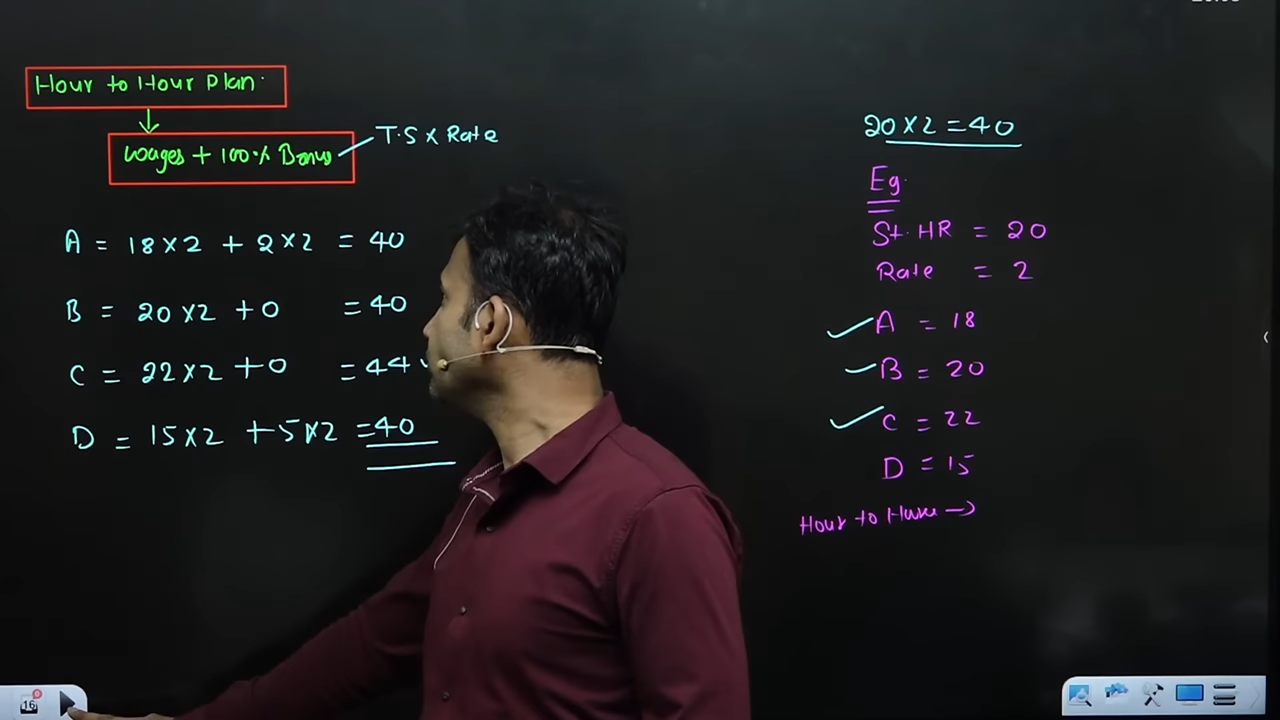 Hour to Hour Plan
↓
Wages + 100% Bonus
T.S × Rate
A = 18×2 + 2×2 = 40
B = 20×2 + 0 = 40
C = 22×2 + 0 = 44
D = 15×2 + 5×2 = 40
20×2 = 40
Eg.
St. HR = 20
Rate = 2
✓ A = 18
✓ B = 20
✓ C = 22
D = 15
Hour to →
16